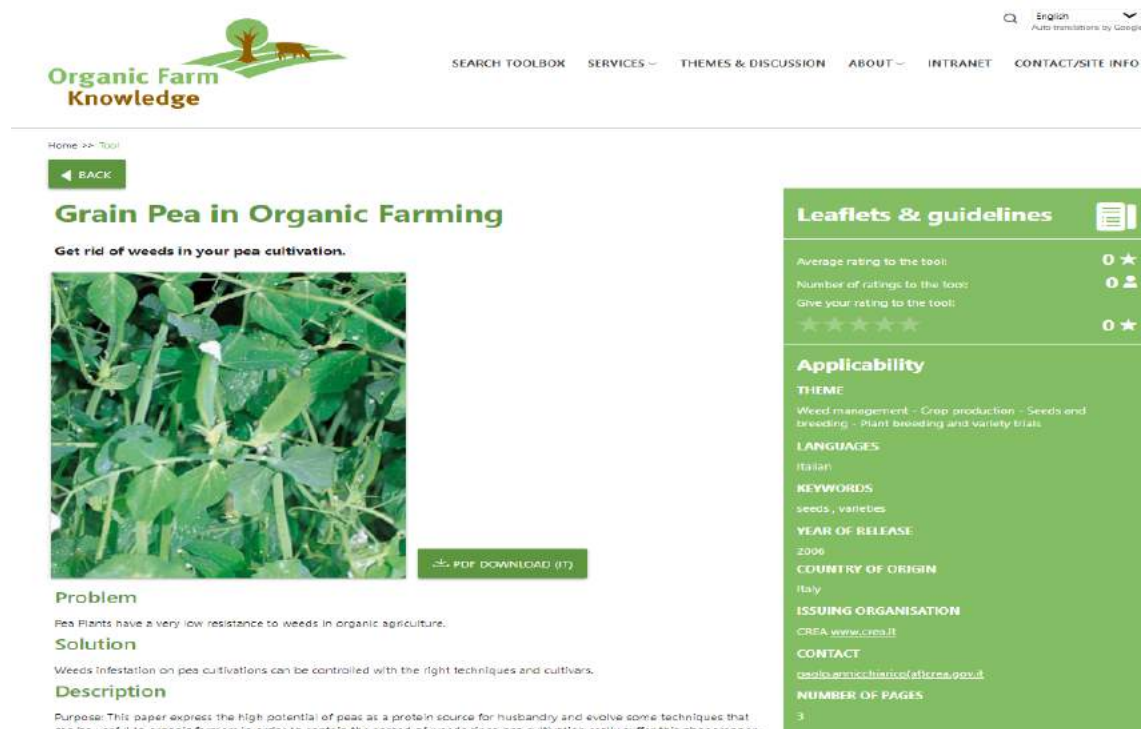 English
Auto translations by Google
Organic Farm
Knowledge
SEARCH TOOLBOX SERVICES THEMES & DISCUSSION ABOUT INTRANET CONTACT/SITE INFO
Home >> Tool
BACK
Grain Pea in Organic Farming
Get rid of weeds in your pea cultivation.
PDF DOWNLOAD (IT)
Problem
Pea Plants have a very low resistance to weeds in organic agriculture.
Solution
Weeds infestation on pea cultivations can be controlled with the right techniques and cultivars.
Description
Purpose: This paper express the high potential of peas as a protein source for husbandry and evolve some techniques that
Leaflets & guidelines
Average rating to the tool: 0
Number of ratings to the tool: 0
Give your rating to the tool:
0
Applicability
THEME
Weed management - Crop production - Seeds and
breeding - Plant breeding and variety trials
LANGUAGES
Italian
KEYWORDS
seeds , varieties
YEAR OF RELEASE
2006
COUNTRY OF ORIGIN
Italy
ISSUING ORGANISATION
CREA www.crea.it
CONTACT
paolo.annicchiarico(at)crea.gov.it
NUMBER OF PAGES
3